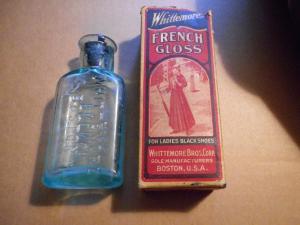 Whittemore
FRENCH
GLOSS
FOR LADIES BLACK SHOES
WHITTEMORE BROS. CORP.
SOLE MANUFACTURERS
BOSTON, U.S.A.